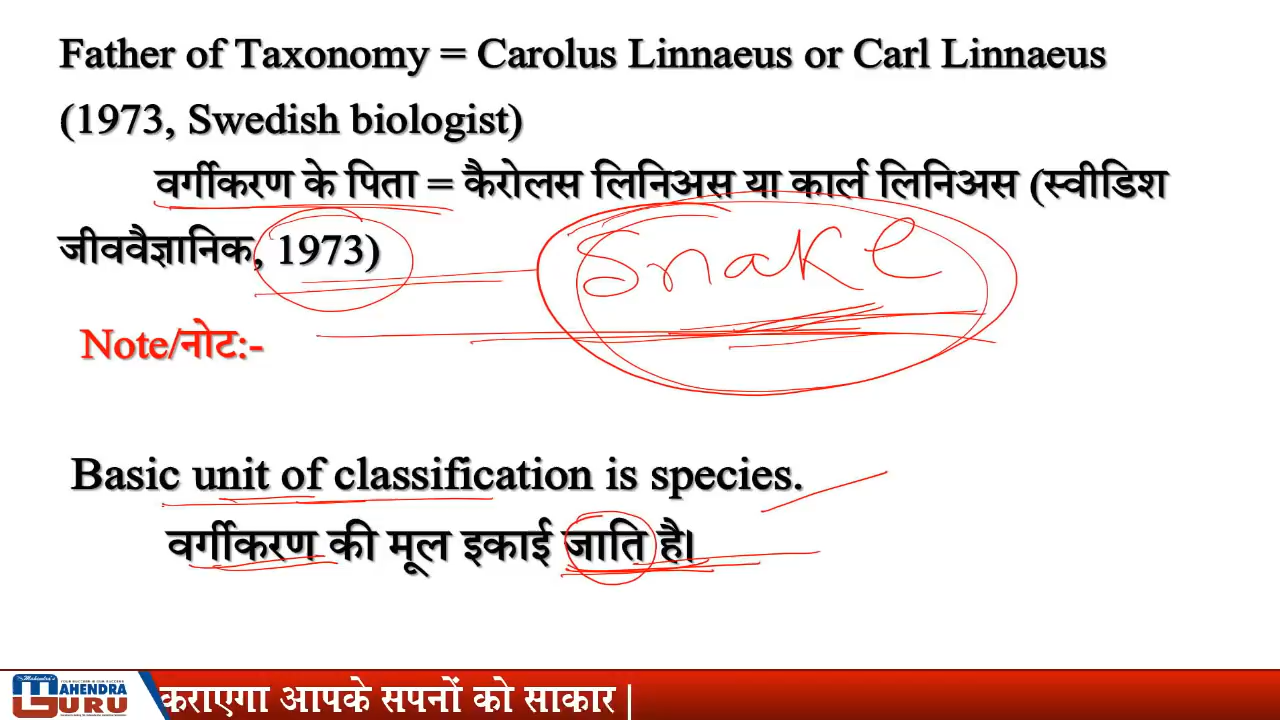 Father of Taxonomy = Carolus Linnaeus or Carl Linnaeus
(1973, Swedish biologist)
वर्गीकरण के पिता = कैरोलस लिनिअस या कार्ल लिनिअस (स्वीडिश
जीववैज्ञानिक, 1973)
Snake
Note/नोट:-
Basic unit of classification is species.
वर्गीकरण की मूल इकाई जाति है।
Mahendra's
MAHENDRA
GURU
कराएगा आपके सपनों को साकार |